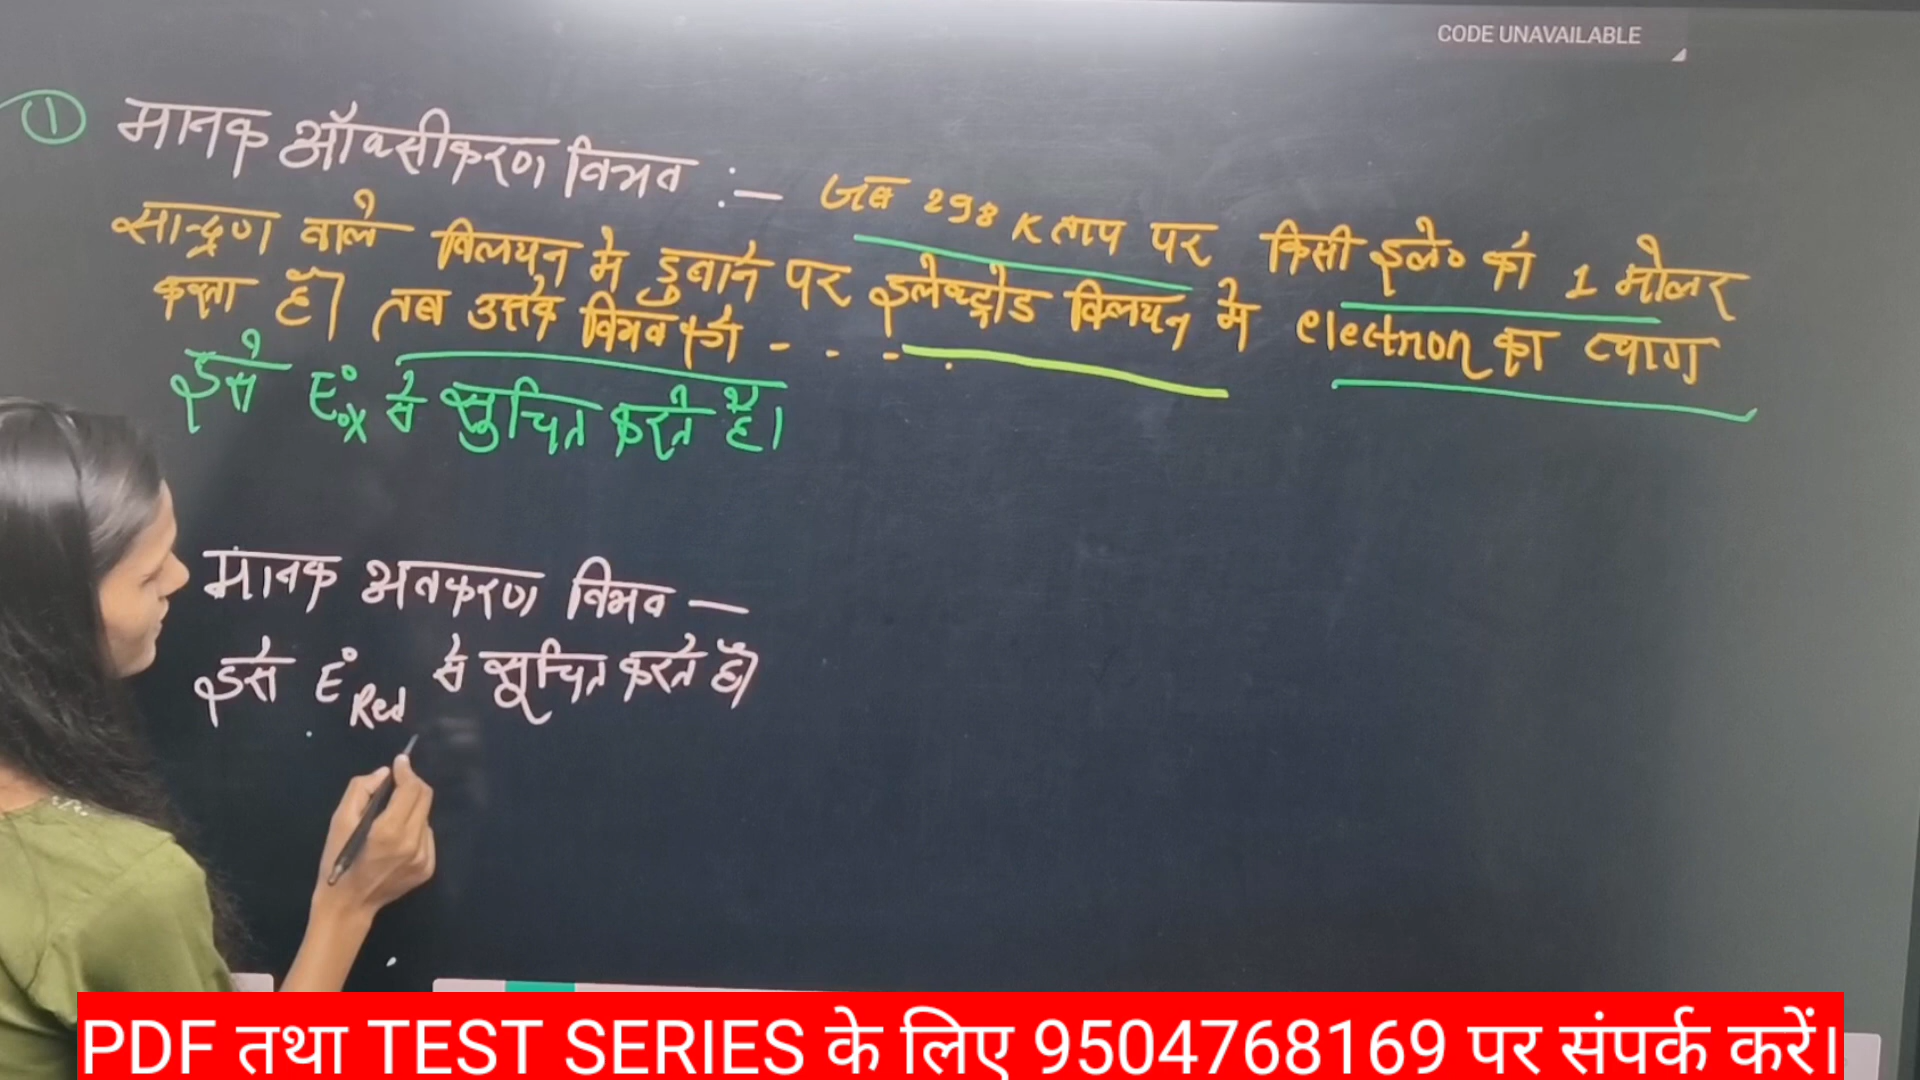 CODE UNAVAILABLE
① मानक ऑक्सीकरण विभव :— जब 298 K ताप पर किसी इले० को 1 मोलर
सान्द्रण वाले विलयन में डुबाने पर इलेक्ट्रोड विलयन में electron का त्याग
करता है। तब उसके विभव को - - - .
इसे E°ox से सुचित करते है।
मानक अवकरण विभव —
इसे E°Red से सूचित करते है।
PDF तथा TEST SERIES के लिए 9504768169 पर संपर्क करें।